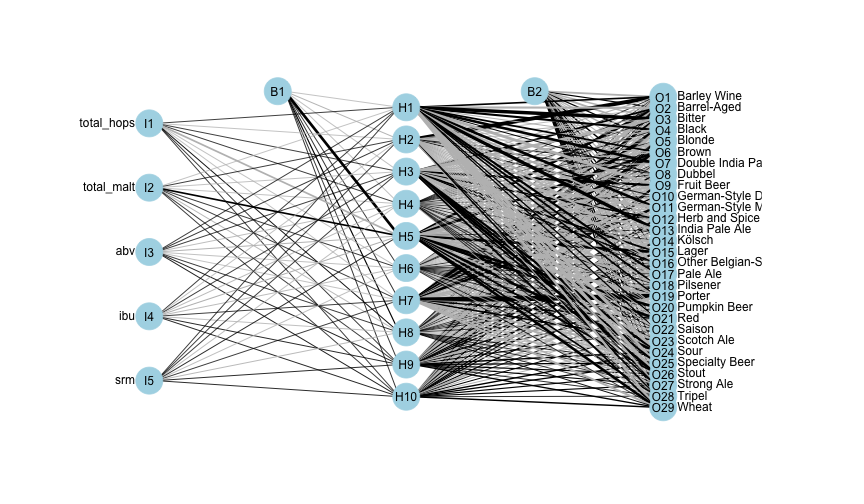 total_hops I1
total_malt I2
abv I3
ibu I4
srm I5
B1
H1
H2
H3
H4
H5
H6
H7
H8
H9
H10
B2
O1 Barley Wine
O2 Barrel-Aged
O3 Bitter
O4 Black
O5 Blonde
O6 Brown
O7 Double India Pa
O8 Dubbel
O9 Fruit Beer
O10 German-Style D
O11 German-Style M
O12 Herb and Spice
O13 India Pale Ale
O14 Kölsch
O15 Lager
O16 Other Belgian-S
O17 Pale Ale
O18 Pilsener
O19 Porter
O20 Pumpkin Beer
O21 Red
O22 Saison
O23 Scotch Ale
O24 Sour
O25 Specialty Beer
O26 Stout
O27 Strong Ale
O28 Tripel
O29 Wheat